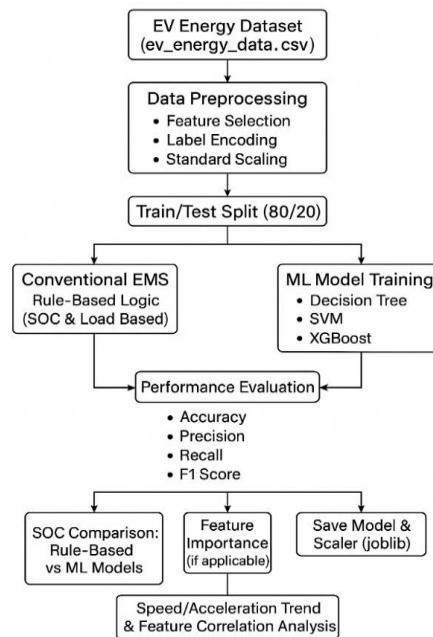 EV Energy Dataset
(ev_energy_data.csv)
Data Preprocessing
• Feature Selection
• Label Encoding
• Standard Scaling
Train/Test Split (80/20)
Conventional EMS
Rule-Based Logic
(SOC & Load Based)
ML Model Training
• Decision Tree
• SVM
• XGBoost
Performance Evaluation
• Accuracy
• Precision
• Recall
• F1 Score
SOC Comparison:
Rule-Based
vs ML Models
Feature
Importance
(if applicable)
Save Model &
Scaler (joblib)
Speed/Acceleration Trend
& Feature Correlation Analysis